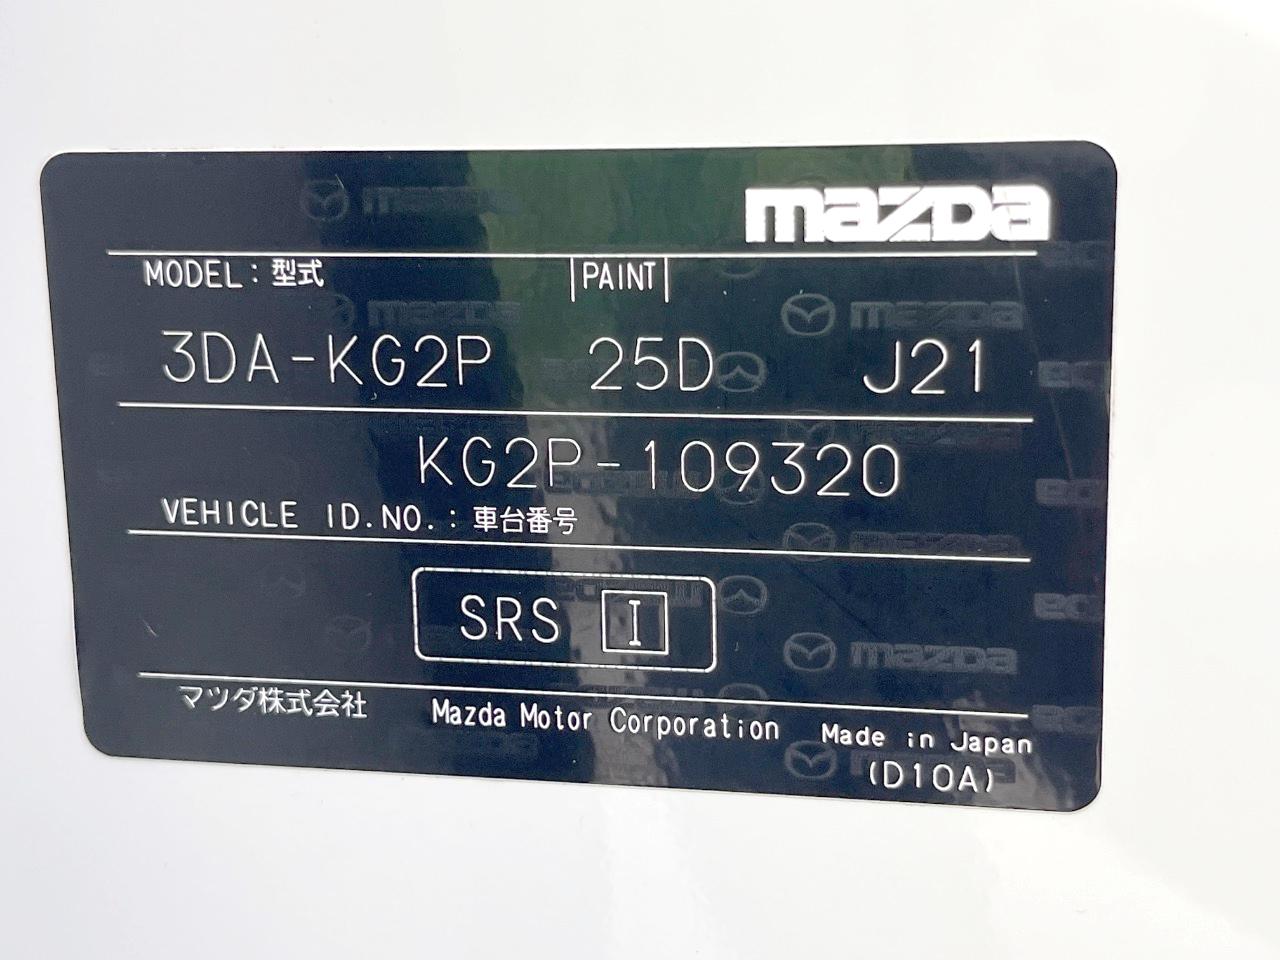 mazda
MODEL: 型式 |PAINT|
3DA-KG2P 25D J21
KG2P-109320
VEHICLE ID.NO.: 車台番号
SRS I
マツダ株式会社 Mazda Motor Corporation Made in Japan
(D10A)